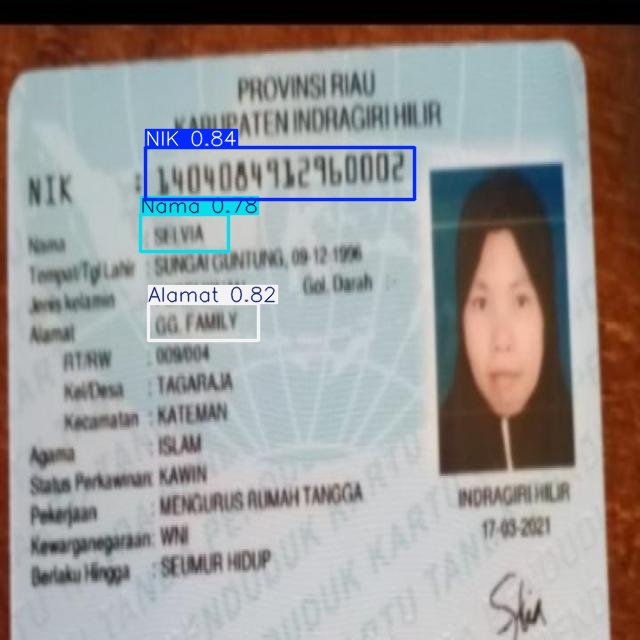 PROVINSI RIAU
KABUPATEN INDRAGIRI HILIR
NIK 0.84
NIK : 1404084912960002
Nama 0.78
Nama : SELVIA
Tempat/Tgl Lahir : SUNGAI GUNTUNG, 09-12-1996
Jenis kelamin Gol. Darah : -
Alamat 0.82
Alamat GG. FAMILY
RT/RW : 009/004
Kel/Desa : TAGARAJA
Kecamatan : KATEMAN
Agama : ISLAM
Status Perkawinan: KAWIN
Pekerjaan : MENGURUS RUMAH TANGGA
Kewarganegaraan: WNI
Berlaku Hingga : SEUMUR HIDUP
INDRAGIRI HILIR
17-03-2021